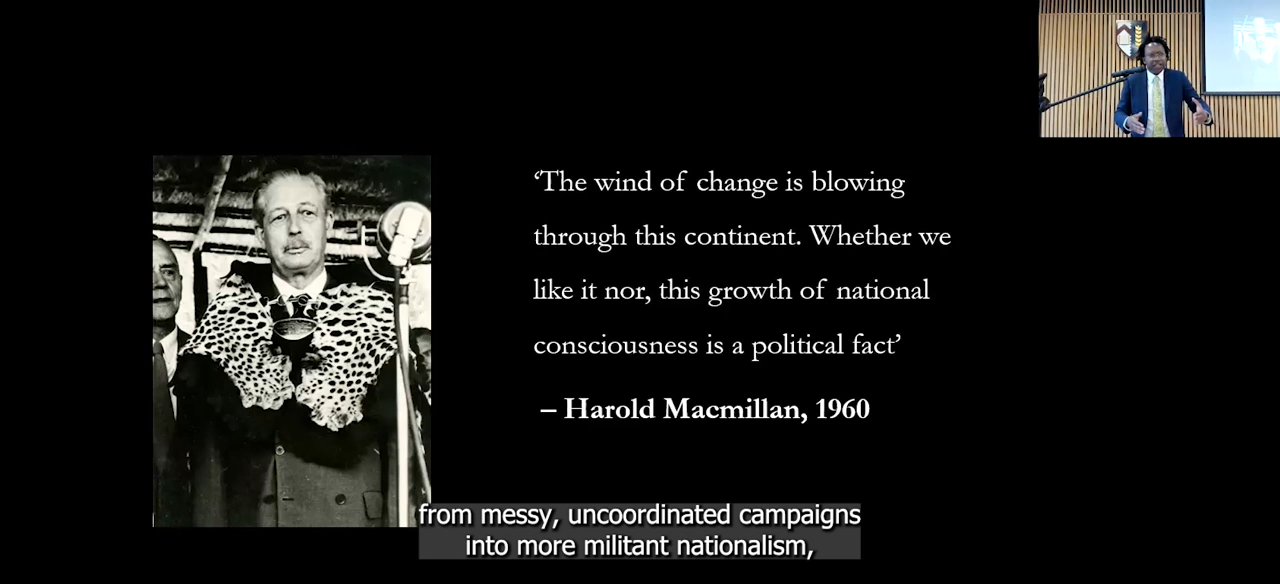 ‘The wind of change is blowing
through this continent. Whether we
like it nor, this growth of national
consciousness is a political fact’
– Harold Macmillan, 1960
from messy, uncoordinated campaigns
into more militant nationalism,